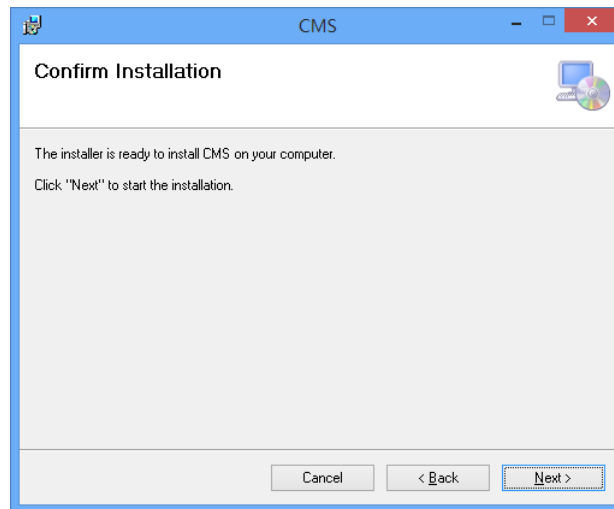 CMS
Confirm Installation
The installer is ready to install CMS on your computer.
Click "Next" to start the installation.
Cancel
< Back
Next >